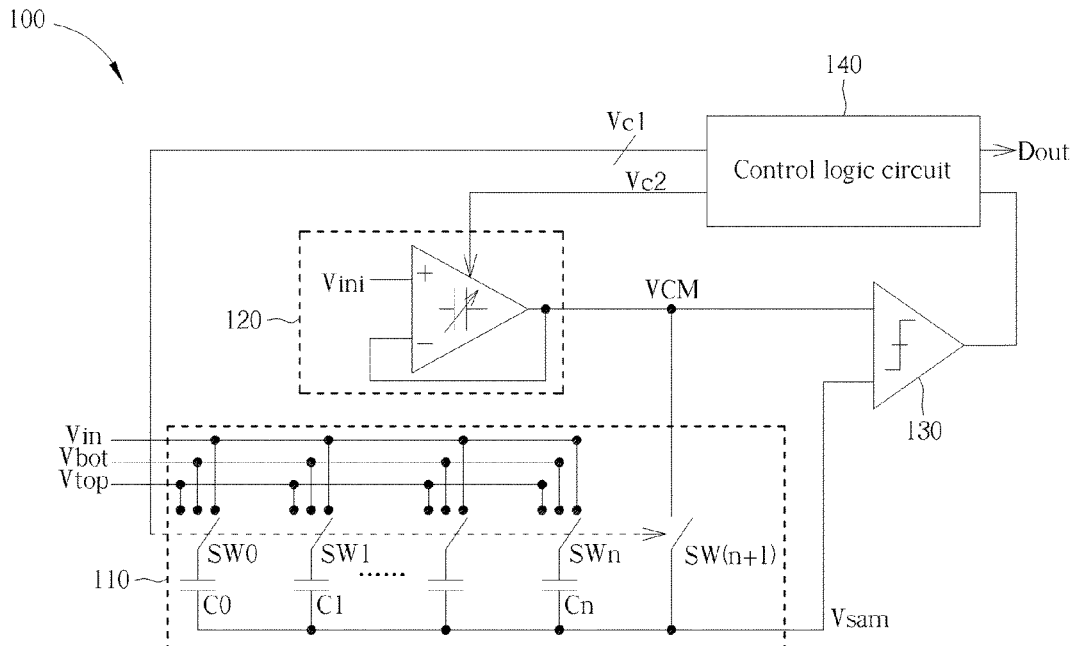 100
140
Vc1
Control logic circuit
Dout
Vc2
Vini
+
−
VCM
120
130
Vin
Vbot
Vtop
SW0
SW1
SWn
SW(n+1)
110
C0
C1
......
Cn
Vsam